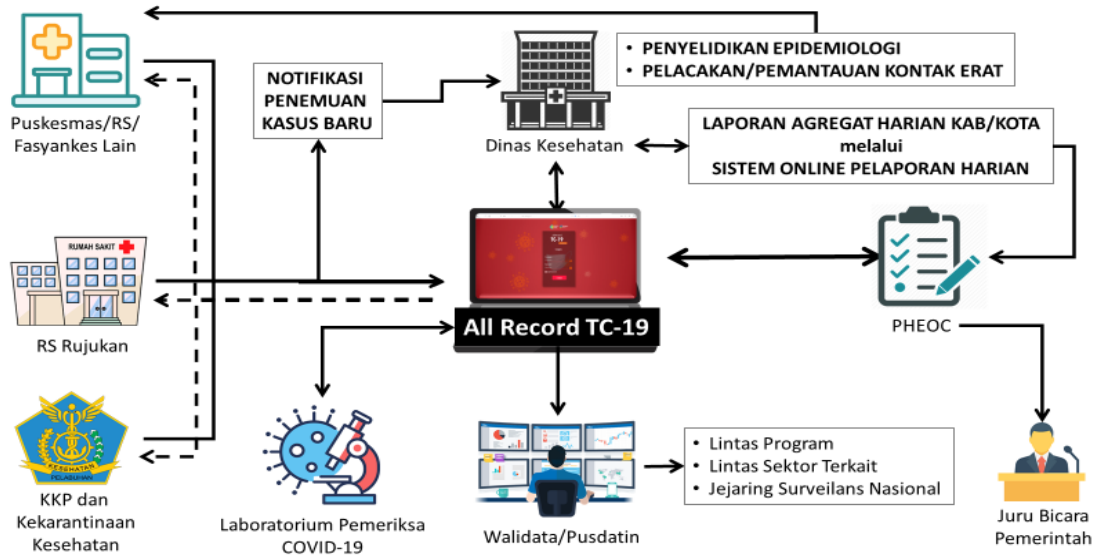 • PENYELIDIKAN EPIDEMIOLOGI
• PELACAKAN/PEMANTAUAN KONTAK ERAT
NOTIFIKASI
PENEMUAN
KASUS BARU
Puskesmas/RS/
Fasyankes Lain
Dinas Kesehatan
LAPORAN AGREGAT HARIAN KAB/KOTA
melalui
SISTEM ONLINE PELAPORAN HARIAN
RUMAH SAKIT
RS Rujukan
TC-19
All Record TC-19
PHEOC
KESEHATAN
PELABUHAN
KKP dan
Kekarantinaan
Kesehatan
Laboratorium Pemeriksa
COVID-19
Walidata/Pusdatin
• Lintas Program
• Lintas Sektor Terkait
• Jejaring Surveilans Nasional
Juru Bicara
Pemerintah